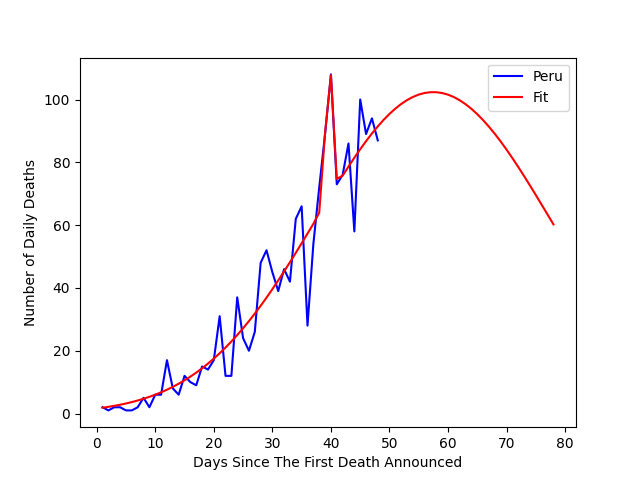 Peru
Fit
Number of Daily Deaths
100
80
60
40
20
0
0 10 20 30 40 50 60 70 80
Days Since The First Death Announced